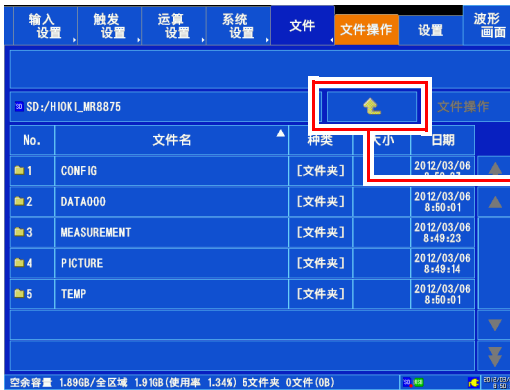 输入设置 触发设置 运算设置 系统设置 文件 文件操作 设置 波形画面
SD:/HIOKI_MR8875 文件操作
No. 文件名 种类 大小 日期
1 CONFIG [文件夹] 2012/03/06
2 DATA000 [文件夹] 2012/03/06 8:50:01
3 MEASUREMENT [文件夹] 2012/03/06 8:49:23
4 PICTURE [文件夹] 2012/03/06 8:49:14
5 TEMP [文件夹] 2012/03/06 8:50:01
空余容量 1.89GB/全区域 1.91GB(使用率 1.34%) 5文件夹 0文件(0B)